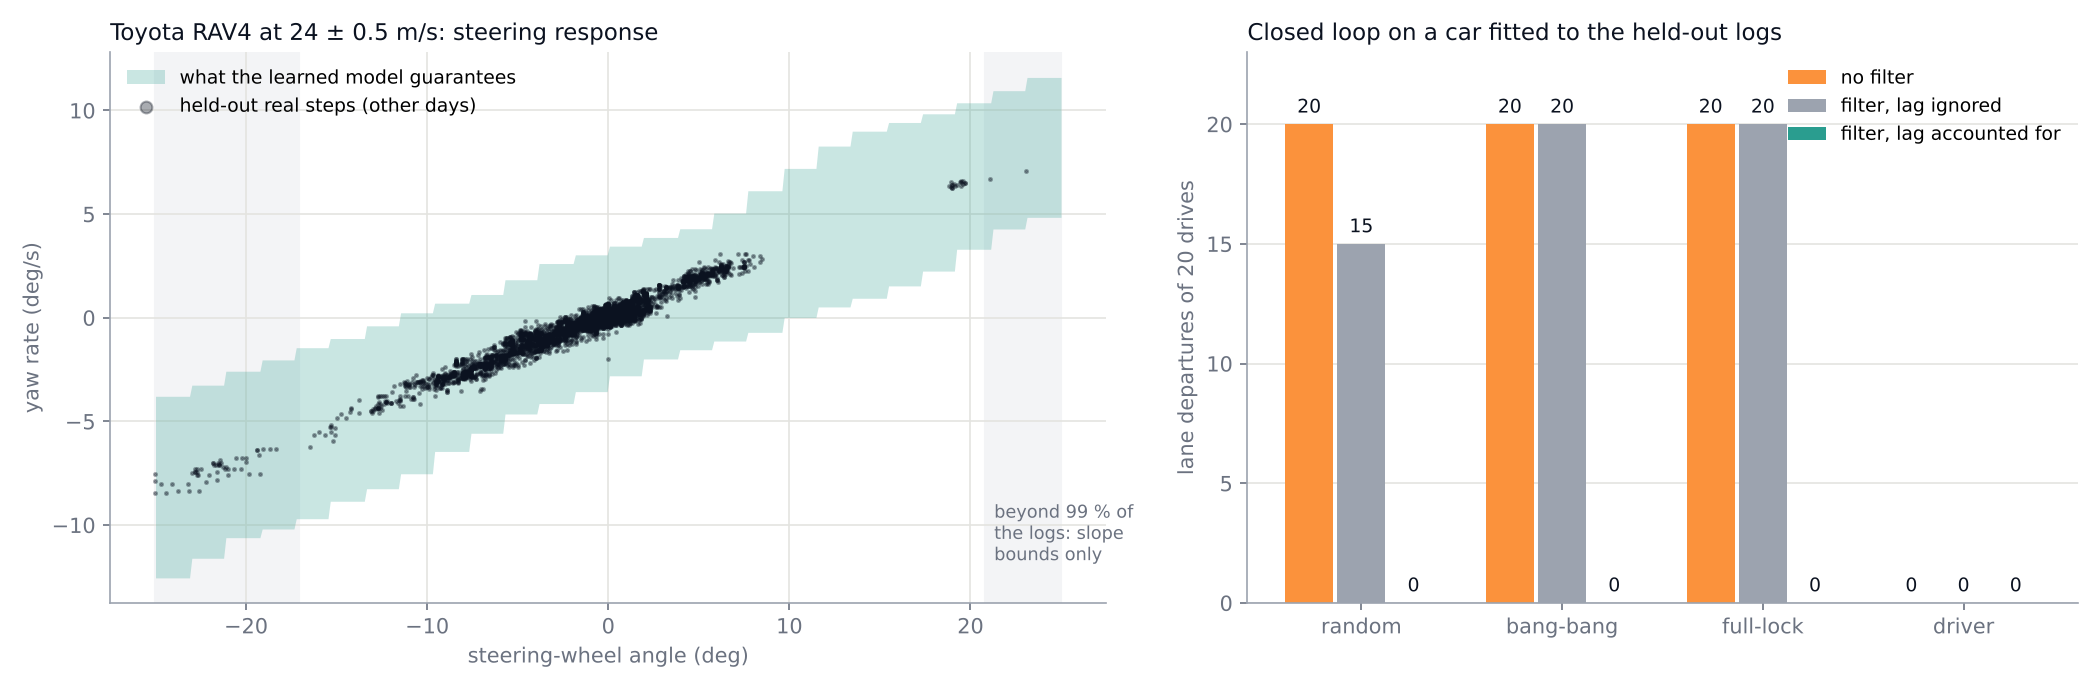 Toyota RAV4 at 24 ± 0.5 m/s: steering response
what the learned model guarantees
held-out real steps (other days)
yaw rate (deg/s)
10
5
0
−5
−10
beyond 99 % of
the logs: slope
bounds only
−20
−10
0
10
20
steering-wheel angle (deg)
Closed loop on a car fitted to the held-out logs
no filter
filter, lag ignored
filter, lag accounted for
lane departures of 20 drives
20
15
10
5
0
20
15
0
20
20
0
20
20
0
0
0
0
random
bang-bang
full-lock
driver